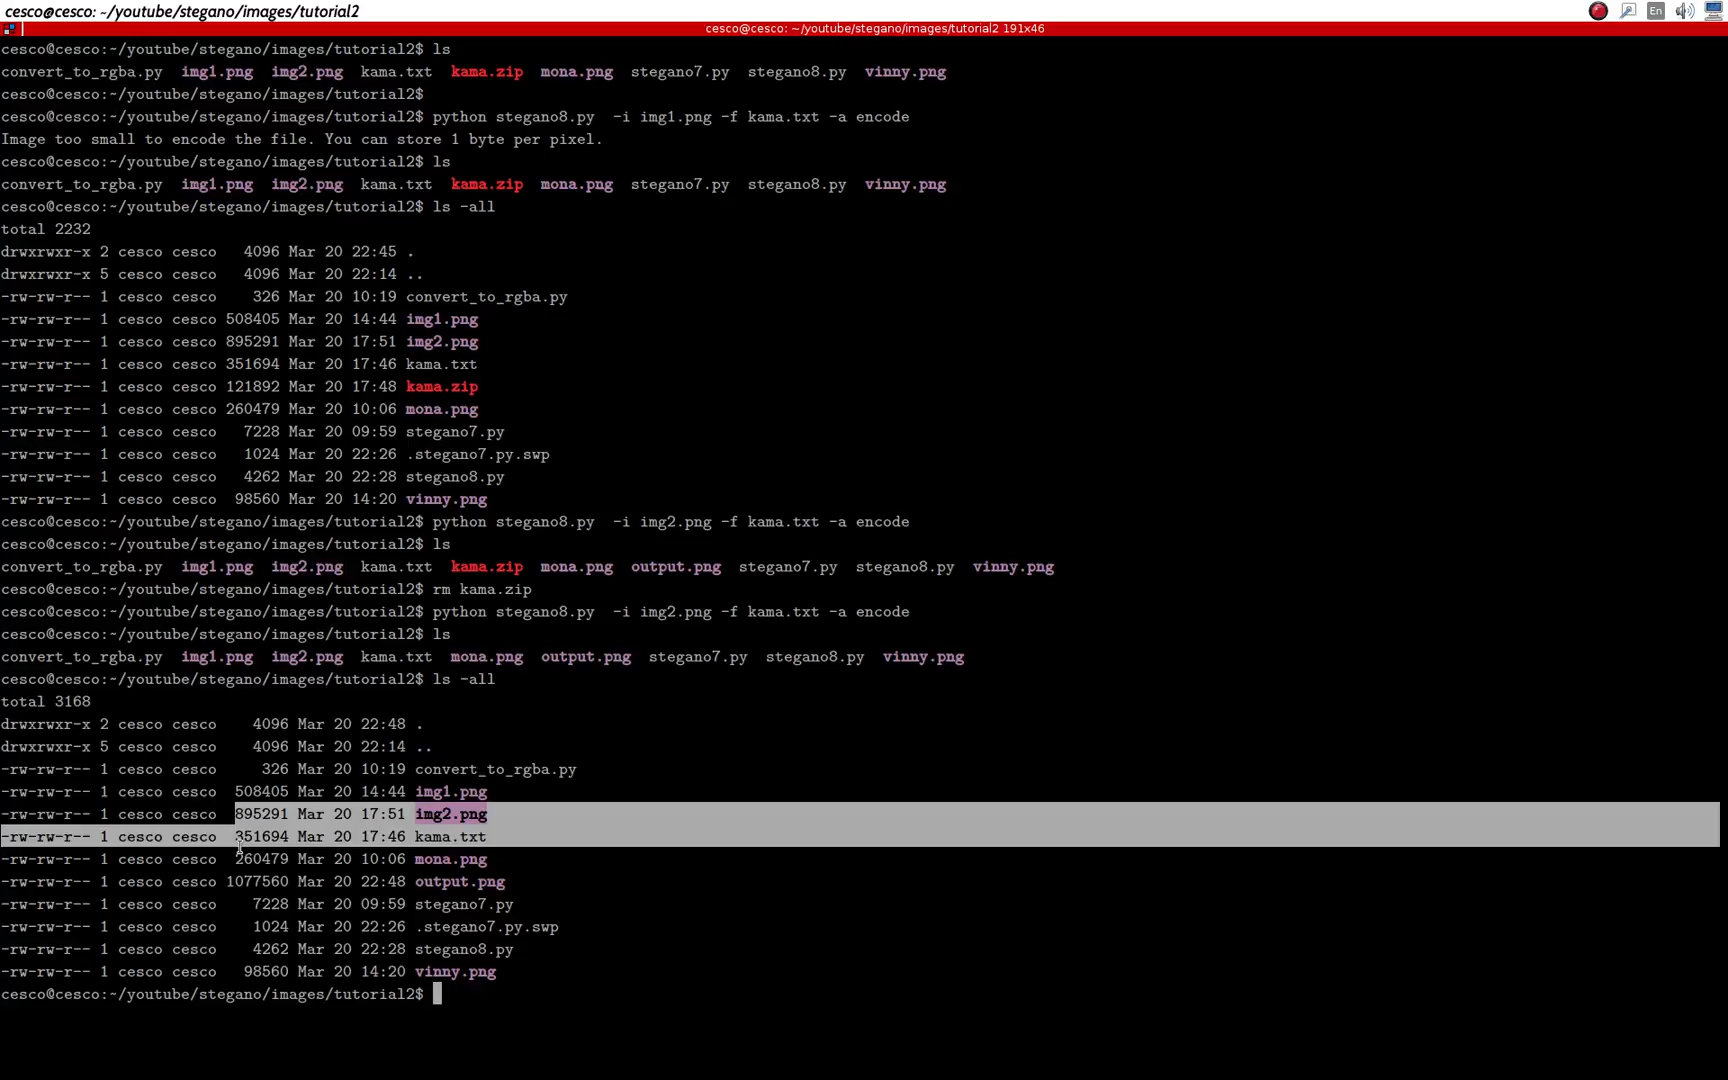 cesco@cesco: ~/youtube/stegano/images/tutorial2
En
cesco@cesco: ~/youtube/stegano/images/tutorial2 191x46
cesco@cesco:~/youtube/stegano/images/tutorial2$ ls
convert_to_rgba.py  img1.png  img2.png  kama.txt  kama.zip  mona.png  stegano7.py  stegano8.py  vinny.png
cesco@cesco:~/youtube/stegano/images/tutorial2$
cesco@cesco:~/youtube/stegano/images/tutorial2$ python stegano8.py  -i img1.png -f kama.txt -a encode
Image too small to encode the file. You can store 1 byte per pixel.
cesco@cesco:~/youtube/stegano/images/tutorial2$ ls
convert_to_rgba.py  img1.png  img2.png  kama.txt  kama.zip  mona.png  stegano7.py  stegano8.py  vinny.png
cesco@cesco:~/youtube/stegano/images/tutorial2$ ls -all
total 2232
drwxrwxr-x 2 cesco cesco   4096 Mar 20 22:45 .
drwxrwxr-x 5 cesco cesco   4096 Mar 20 22:14 ..
-rw-rw-r-- 1 cesco cesco    326 Mar 20 10:19 convert_to_rgba.py
-rw-rw-r-- 1 cesco cesco 508405 Mar 20 14:44 img1.png
-rw-rw-r-- 1 cesco cesco 895291 Mar 20 17:51 img2.png
-rw-rw-r-- 1 cesco cesco 351694 Mar 20 17:46 kama.txt
-rw-rw-r-- 1 cesco cesco 121892 Mar 20 17:48 kama.zip
-rw-rw-r-- 1 cesco cesco 260479 Mar 20 10:06 mona.png
-rw-rw-r-- 1 cesco cesco   7228 Mar 20 09:59 stegano7.py
-rw-rw-r-- 1 cesco cesco   1024 Mar 20 22:26 .stegano7.py.swp
-rw-rw-r-- 1 cesco cesco   4262 Mar 20 22:28 stegano8.py
-rw-rw-r-- 1 cesco cesco  98560 Mar 20 14:20 vinny.png
cesco@cesco:~/youtube/stegano/images/tutorial2$ python stegano8.py  -i img2.png -f kama.txt -a encode
cesco@cesco:~/youtube/stegano/images/tutorial2$ ls
convert_to_rgba.py  img1.png  img2.png  kama.txt  kama.zip  mona.png  output.png  stegano7.py  stegano8.py  vinny.png
cesco@cesco:~/youtube/stegano/images/tutorial2$ rm kama.zip
cesco@cesco:~/youtube/stegano/images/tutorial2$ python stegano8.py  -i img2.png -f kama.txt -a encode
cesco@cesco:~/youtube/stegano/images/tutorial2$ ls
convert_to_rgba.py  img1.png  img2.png  kama.txt  mona.png  output.png  stegano7.py  stegano8.py  vinny.png
cesco@cesco:~/youtube/stegano/images/tutorial2$ ls -all
total 3168
drwxrwxr-x 2 cesco cesco    4096 Mar 20 22:48 .
drwxrwxr-x 5 cesco cesco    4096 Mar 20 22:14 ..
-rw-rw-r-- 1 cesco cesco     326 Mar 20 10:19 convert_to_rgba.py
-rw-rw-r-- 1 cesco cesco  508405 Mar 20 14:44 img1.png
-rw-rw-r-- 1 cesco cesco  895291 Mar 20 17:51 img2.png
-rw-rw-r-- 1 cesco cesco  351694 Mar 20 17:46 kama.txt
-rw-rw-r-- 1 cesco cesco  260479 Mar 20 10:06 mona.png
-rw-rw-r-- 1 cesco cesco 1077560 Mar 20 22:48 output.png
-rw-rw-r-- 1 cesco cesco    7228 Mar 20 09:59 stegano7.py
-rw-rw-r-- 1 cesco cesco    1024 Mar 20 22:26 .stegano7.py.swp
-rw-rw-r-- 1 cesco cesco    4262 Mar 20 22:28 stegano8.py
-rw-rw-r-- 1 cesco cesco   98560 Mar 20 14:20 vinny.png
cesco@cesco:~/youtube/stegano/images/tutorial2$